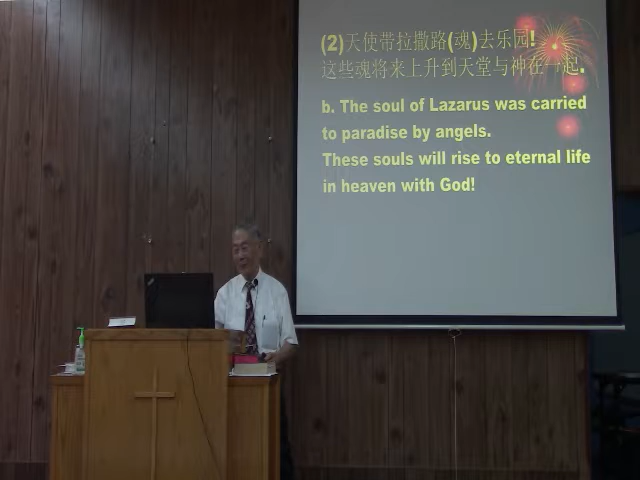 (2)天使带拉撒路(魂)去乐园!
这些魂将来上升到天堂与神在一起.
b. The soul of Lazarus was carried
to paradise by angels.
These souls will rise to eternal life
in heaven with God!